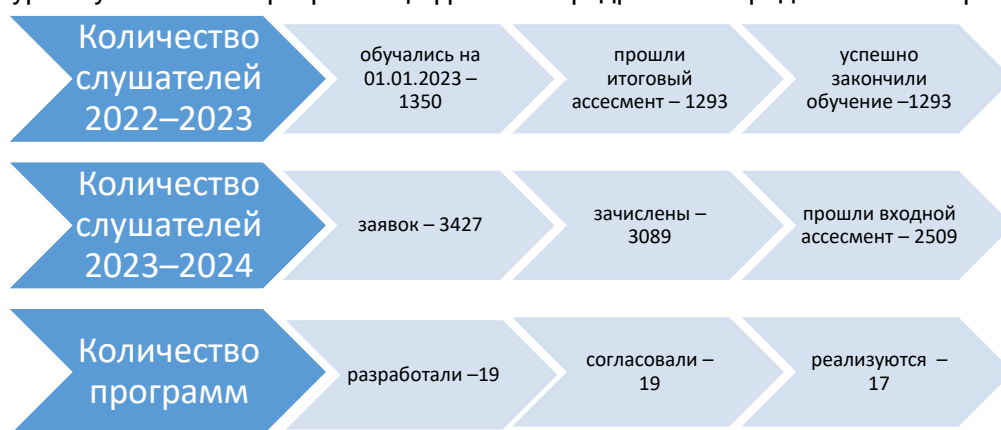 Количество
слушателей
2022–2023
обучались на
01.01.2023 –
1350
прошли
итоговый
ассесмент – 1293
успешно
закончили
обучение –1293
Количество
слушателей
2023–2024
заявок – 3427
зачислены –
3089
прошли входной
ассесмент – 2509
Количество
программ
разработали –19
согласовали –
19
реализуются –
17